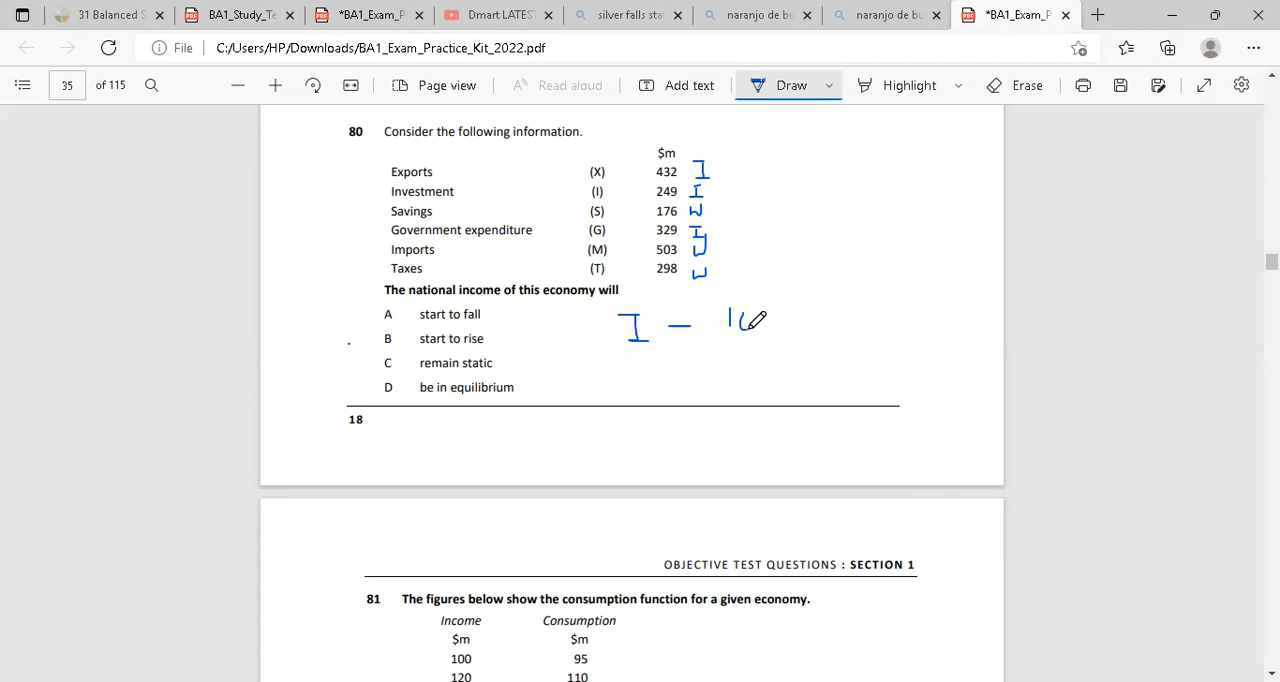 31 Balanced S
BA1_Study_Te
*BA1_Exam_P
Dmart LATEST
silver falls sta
naranjo de bu
naranjo de bu
*BA1_Exam_P
File C:/Users/HP/Downloads/BA1_Exam_Practice_Kit_2022.pdf
35 of 115 Page view Read aloud Add text Draw Highlight Erase
80 Consider the following information.
$m
Exports (X) 432 I
Investment (I) 249 I
Savings (S) 176 W
Government expenditure (G) 329 I
Imports (M) 503 W
Taxes (T) 298 W
The national income of this economy will
A start to fall
B start to rise
C remain static
D be in equilibrium
I - 10
18
OBJECTIVE TEST QUESTIONS : SECTION 1
81 The figures below show the consumption function for a given economy.
Income Consumption
$m $m
100 95
120 110